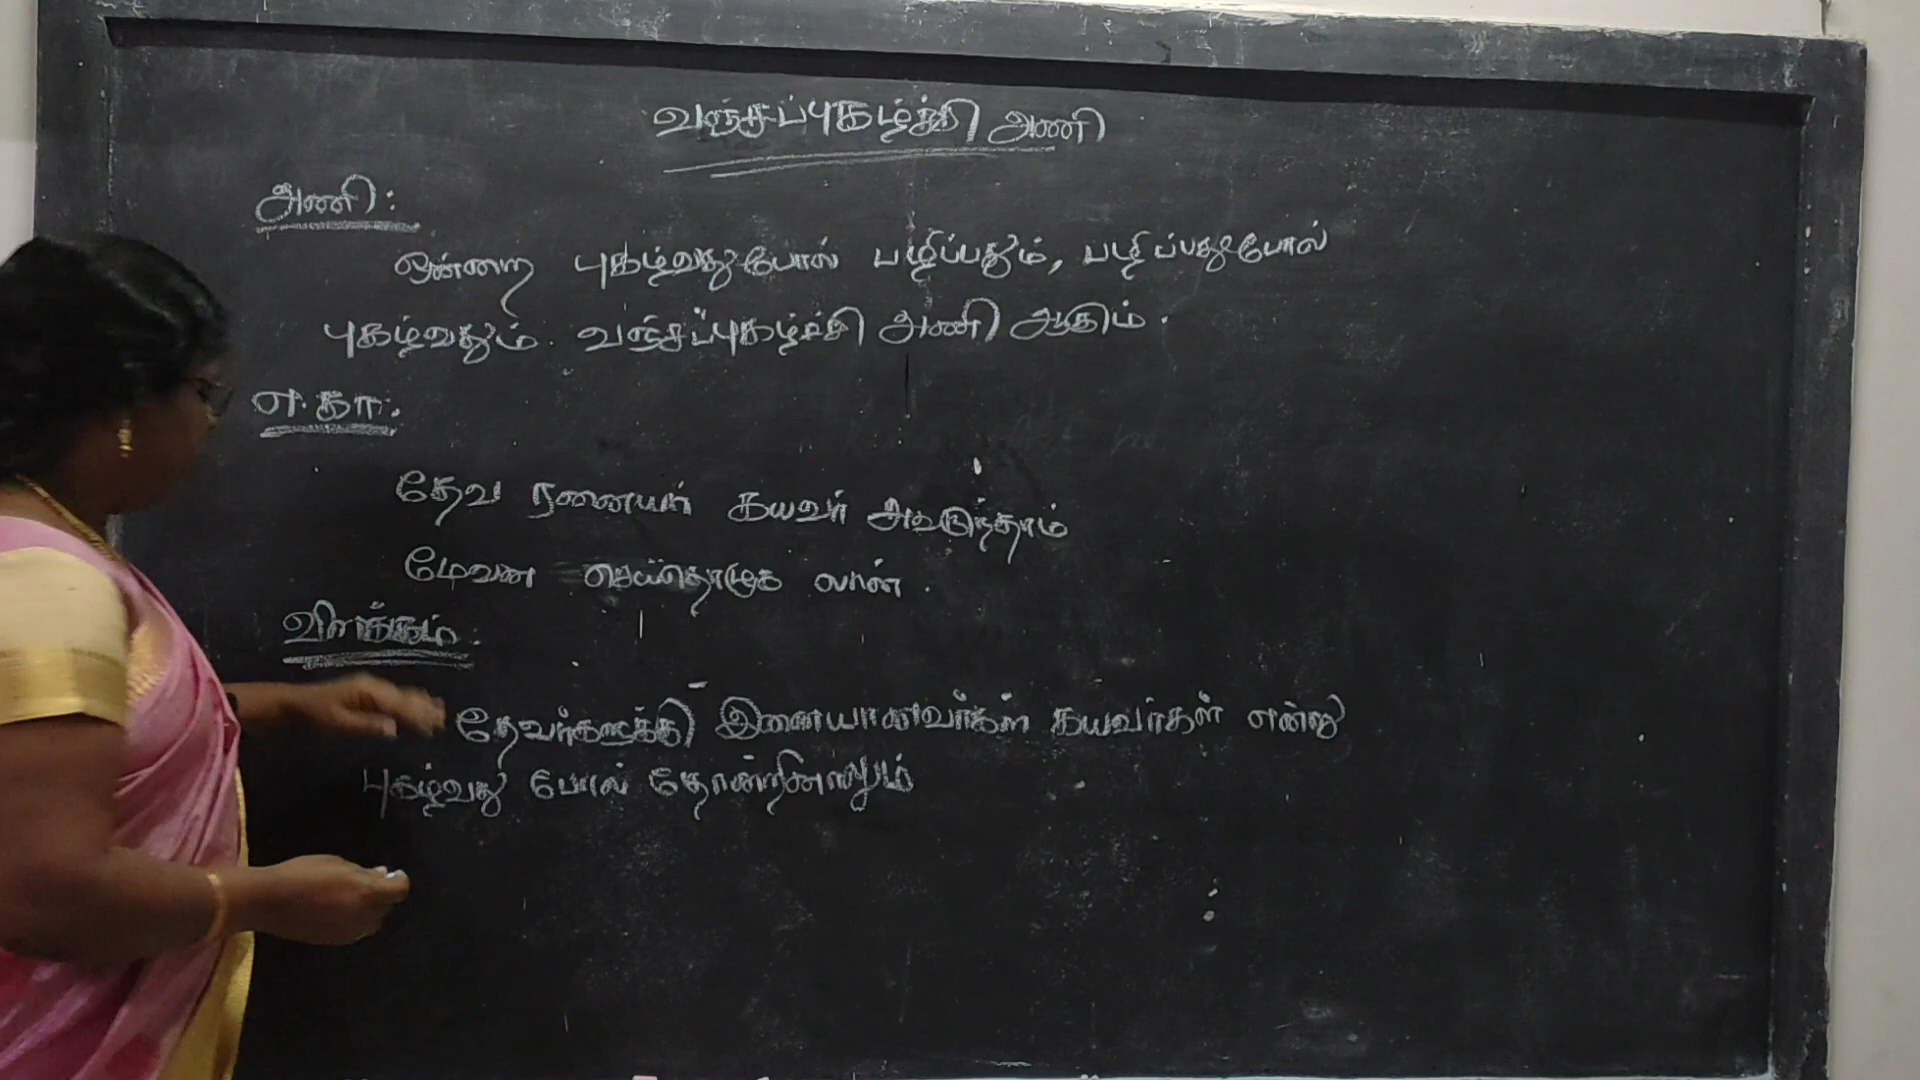 வஞ்சப்புகழ்ச்சி அணி
அணி:
ஒன்றை புகழ்வதுபோல் பழிப்பதும், பழிப்பதுபோல்
புகழ்வதும். வஞ்சப்புகழ்ச்சி அணி ஆகும்.
எ.கா:
தேவ ரனையர் கயவர் அவருந்தாம்
மேவன செய்தொழுக லான்.
விளக்கம்:
தேவர்களுக்கு இணையானவர்கள் கயவர்கள் என்று
புகழ்வது போல் தோன்றினாலும்